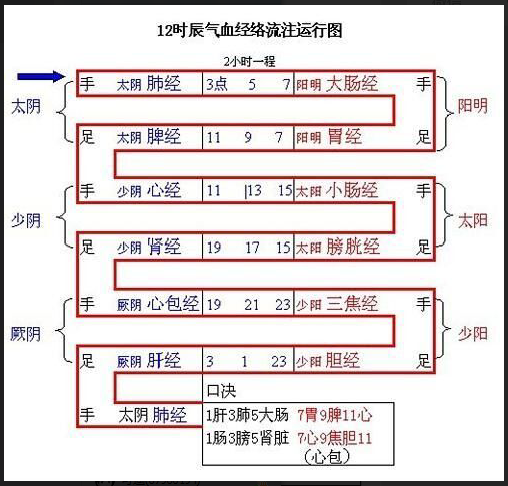 12时辰气血经络流注运行图
2小时一程
手 太阴 肺经 3点 5 7 阳明 大肠经 手
太阴 阳明
足 太阴 脾经 11 9 7 阳明 胃经 足
手 少阴 心经 11 |13 15 太阳 小肠经 手
少阴 太阳
足 少阴 肾经 19 17 15 太阳 膀胱经 足
手 厥阴 心包经 19 21 23 少阳 三焦经 手
厥阴 少阳
足 厥阴 肝经 3 1 23 少阳 胆经 足
口决
手 太阴 肺经
1肝3肺5大肠 7胃9脾11心
1肠3膀5肾脏 7心9焦胆11
(心包)